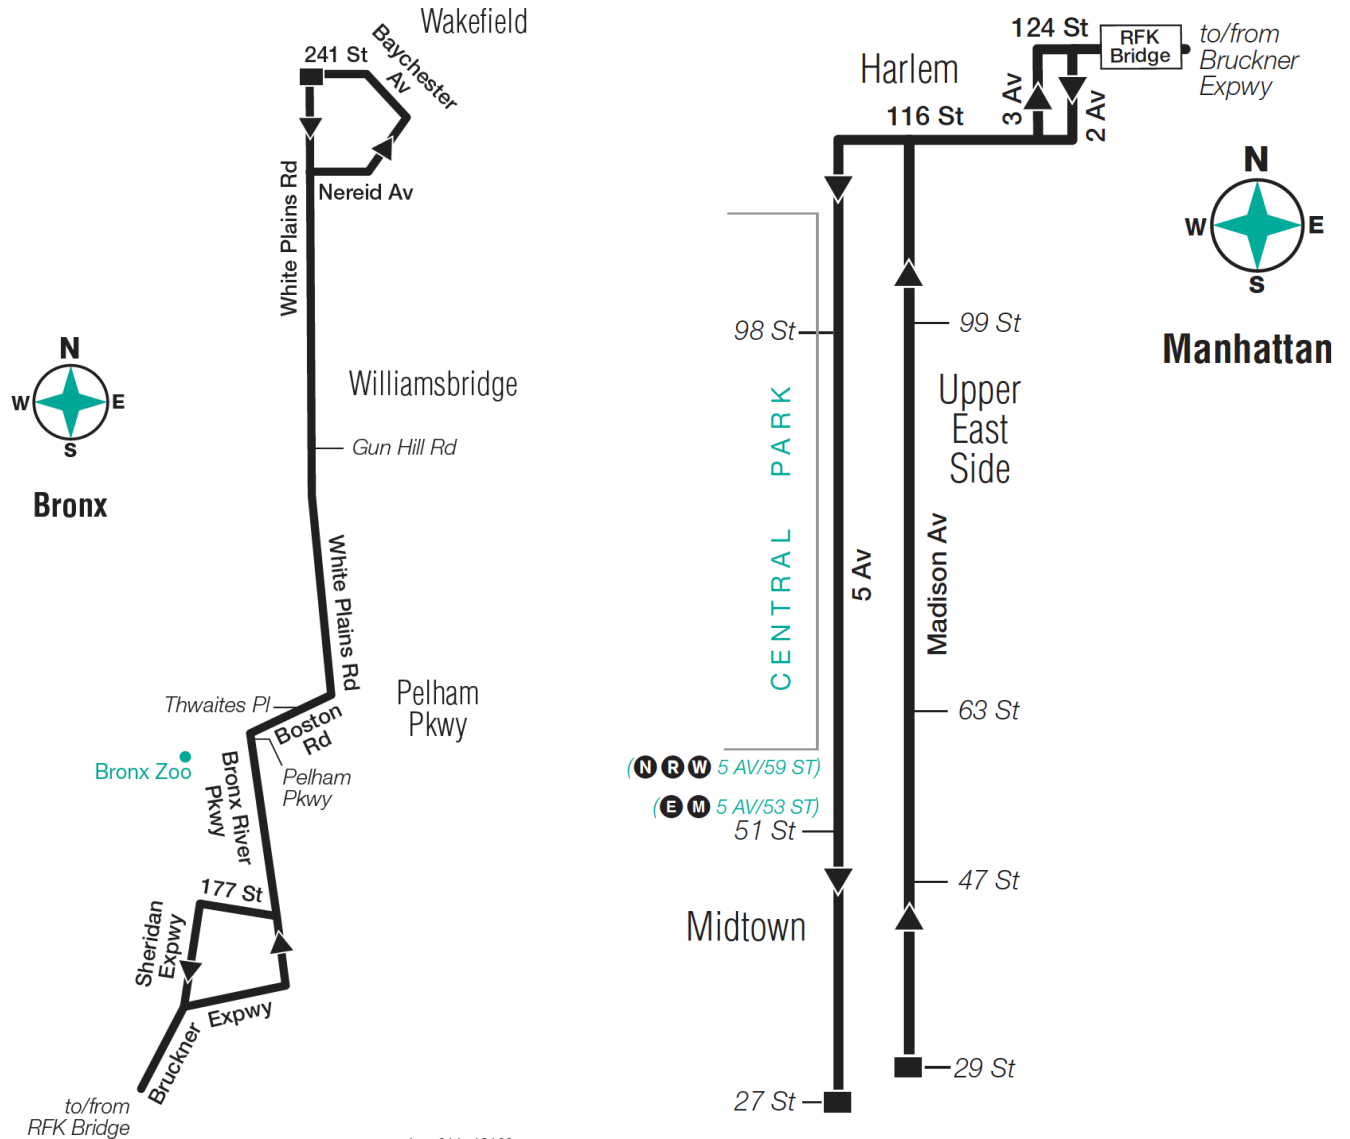 Wakefield
241 St
Baychester
Av
White Plains Rd
Nereid Av
Williamsbridge
Gun Hill Rd
N
W
E
S
Bronx
White Plains Rd
Thwaites Pl
Boston
Rd
Pelham
Pkwy
Bronx Zoo
Pelham
Pkwy
Bronx River
Pkwy
177 St
Sheridan
Expwy
Bruckner
Expwy
to/from
RFK Bridge
124 St
RFK
Bridge
to/from
Bruckner
Expwy
Harlem
3 Av
2 Av
116 St
N
W
E
S
Manhattan
98 St
99 St
Upper
East
Side
CENTRAL PARK
5 Av
Madison Av
63 St
(N R W 5 AV/59 ST)
(E M 5 AV/53 ST)
51 St
47 St
Midtown
29 St
27 St